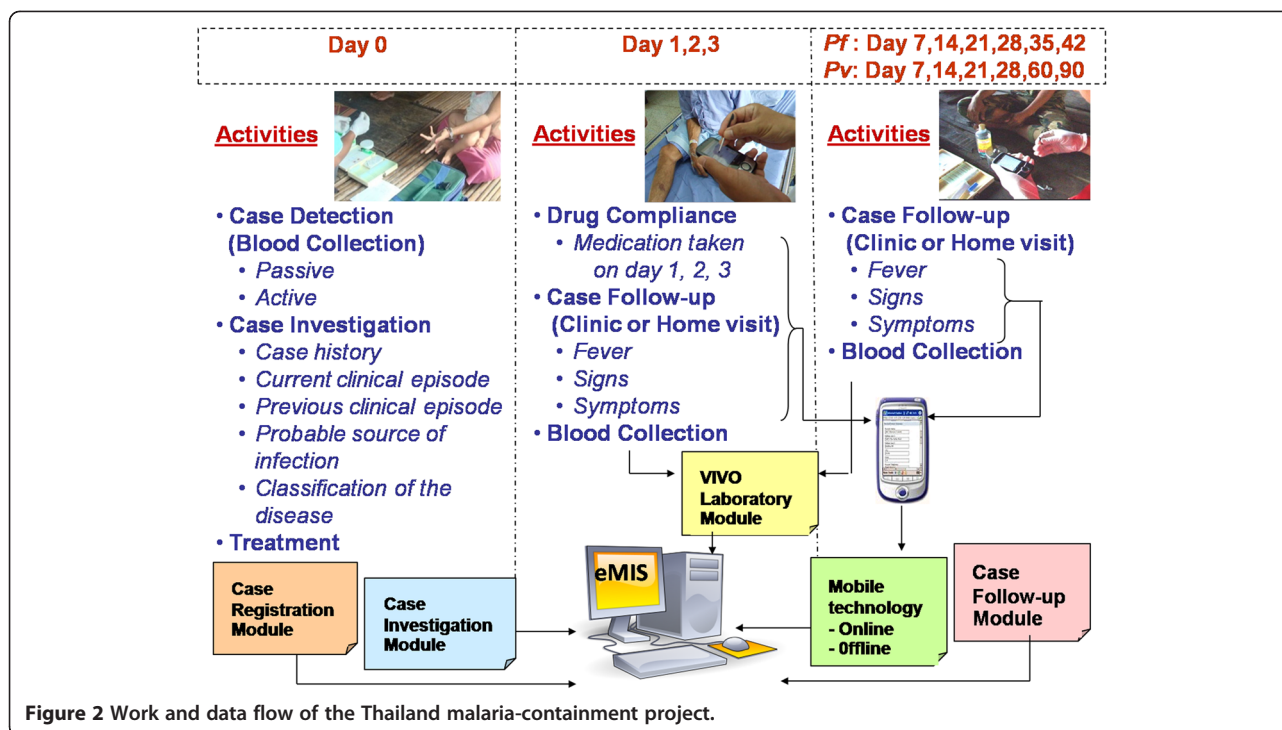 Day 0
Day 1,2,3
Pf : Day 7,14,21,28,35,42
Pv: Day 7,14,21,28,60,90
Activities
• Case Detection
(Blood Collection)
• Passive
• Active
• Case Investigation
• Case history
• Current clinical episode
• Previous clinical episode
• Probable source of
infection
• Classification of the
disease
• Treatment
Activities
• Drug Compliance
• Medication taken
on day 1, 2, 3
• Case Follow-up
(Clinic or Home visit)
• Fever
• Signs
• Symptoms
• Blood Collection
Activities
• Case Follow-up
(Clinic or Home visit)
• Fever
• Signs
• Symptoms
• Blood Collection
VIVO
Laboratory
Module
Case
Registration
Module
Case
Investigation
Module
eMIS
Mobile
technology
- Online
- 0ffline
Case
Follow-up
Module
Figure 2 Work and data flow of the Thailand malaria-containment project.